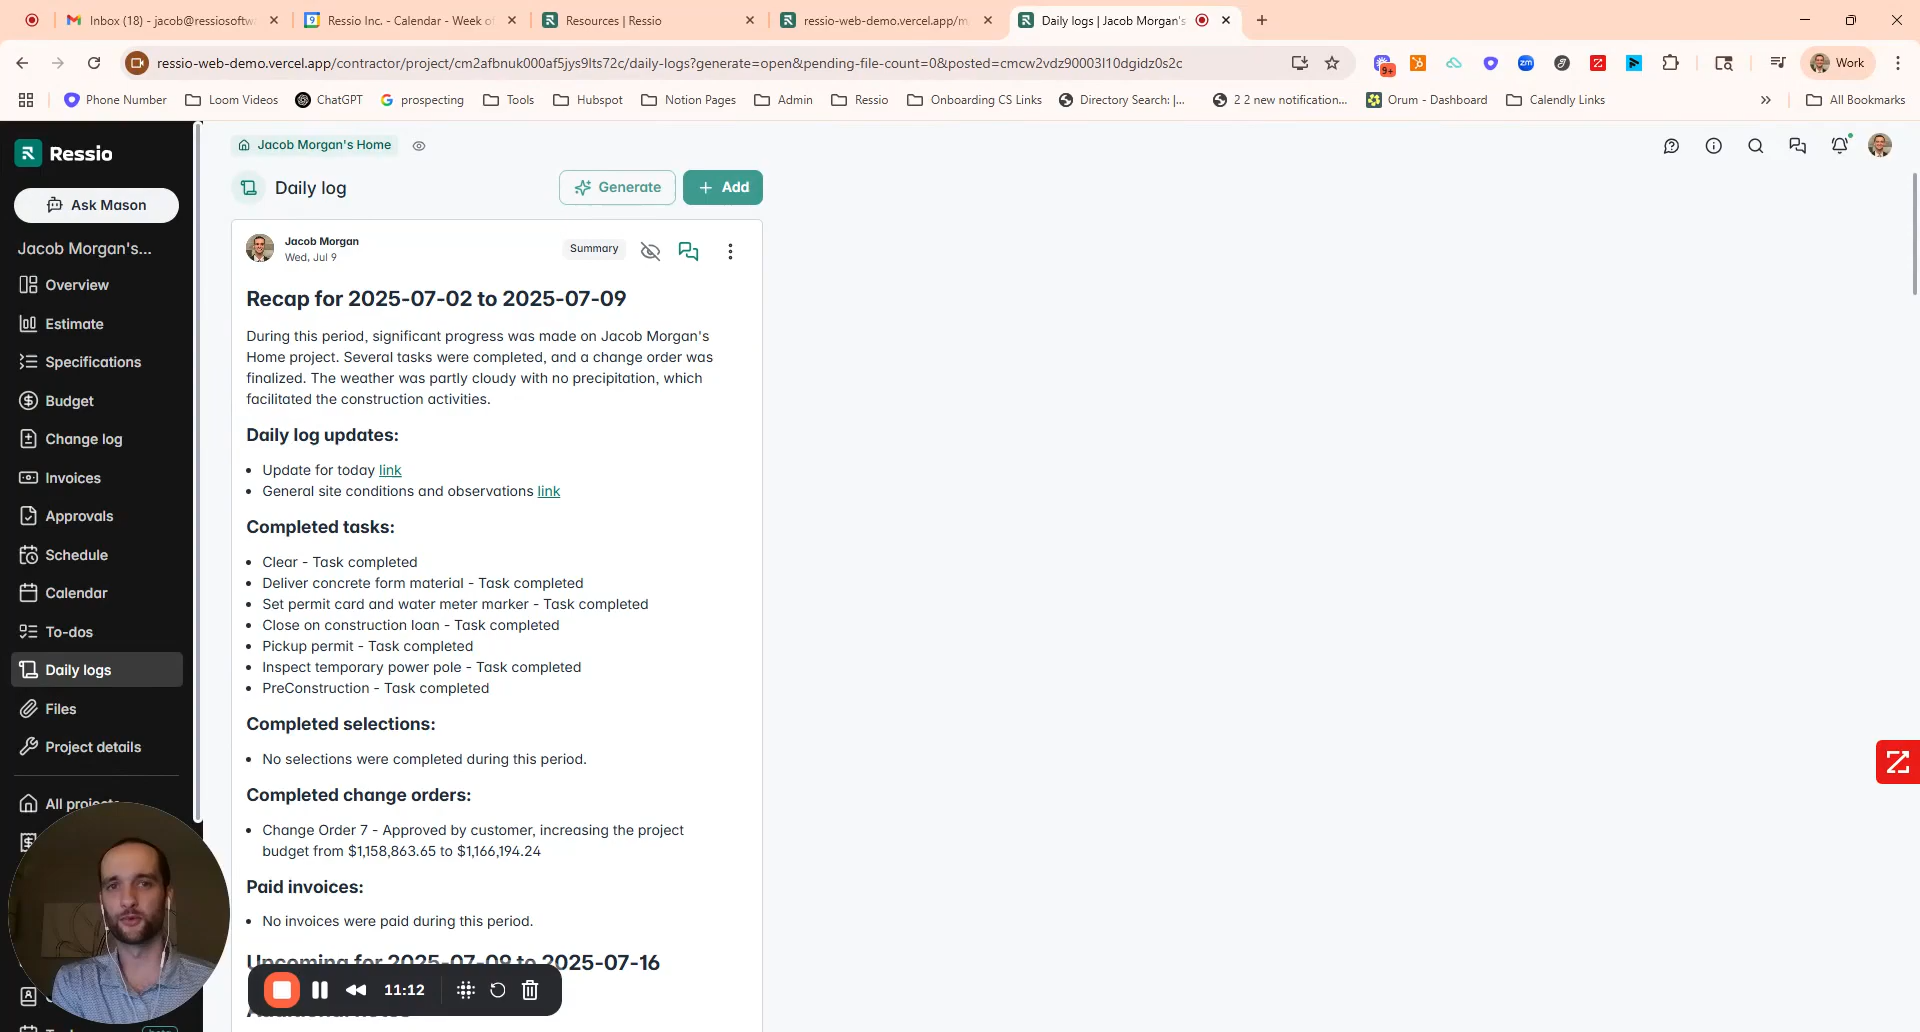 Inbox (18) - jacob@ressiosoftw
Ressio Inc. - Calendar - Week of
Resources | Ressio
ressio-web-demo.vercel.app/m
Daily logs | Jacob Morgan's
ressio-web-demo.vercel.app/contractor/project/cm2afbnuk000af5jys9lts72c/daily-logs?generate=open&pending-file-count=0&posted=cmcw2vdz90003l10dgidz0s2c
9+
zm
Work
Phone Number
Loom Videos
ChatGPT
prospecting
Tools
Hubspot
Notion Pages
Admin
Ressio
Onboarding CS Links
Directory Search: |...
2 2 new notification...
Orum - Dashboard
Calendly Links
All Bookmarks
Ressio
Ask Mason
Jacob Morgan's...
Overview
Estimate
Specifications
Budget
Change log
Invoices
Approvals
Schedule
Calendar
To-dos
Daily logs
Files
Project details
Jacob Morgan's Home
Daily log
Generate
Add
Jacob Morgan
Wed, Jul 9
Summary
Recap for 2025-07-02 to 2025-07-09
During this period, significant progress was made on Jacob Morgan's
Home project. Several tasks were completed, and a change order was
finalized. The weather was partly cloudy with no precipitation, which
facilitated the construction activities.
Daily log updates:
Update for today link
General site conditions and observations link
Completed tasks:
Clear - Task completed
Deliver concrete form material - Task completed
Set permit card and water meter marker - Task completed
Close on construction loan - Task completed
Pickup permit - Task completed
Inspect temporary power pole - Task completed
PreConstruction - Task completed
Completed selections:
No selections were completed during this period.
Completed change orders:
Change Order 7 - Approved by customer, increasing the project
budget from $1,158,863.65 to $1,166,194.24
Paid invoices:
No invoices were paid during this period.
Upcoming for 2025-07-09 to 2025-07-16
11:12